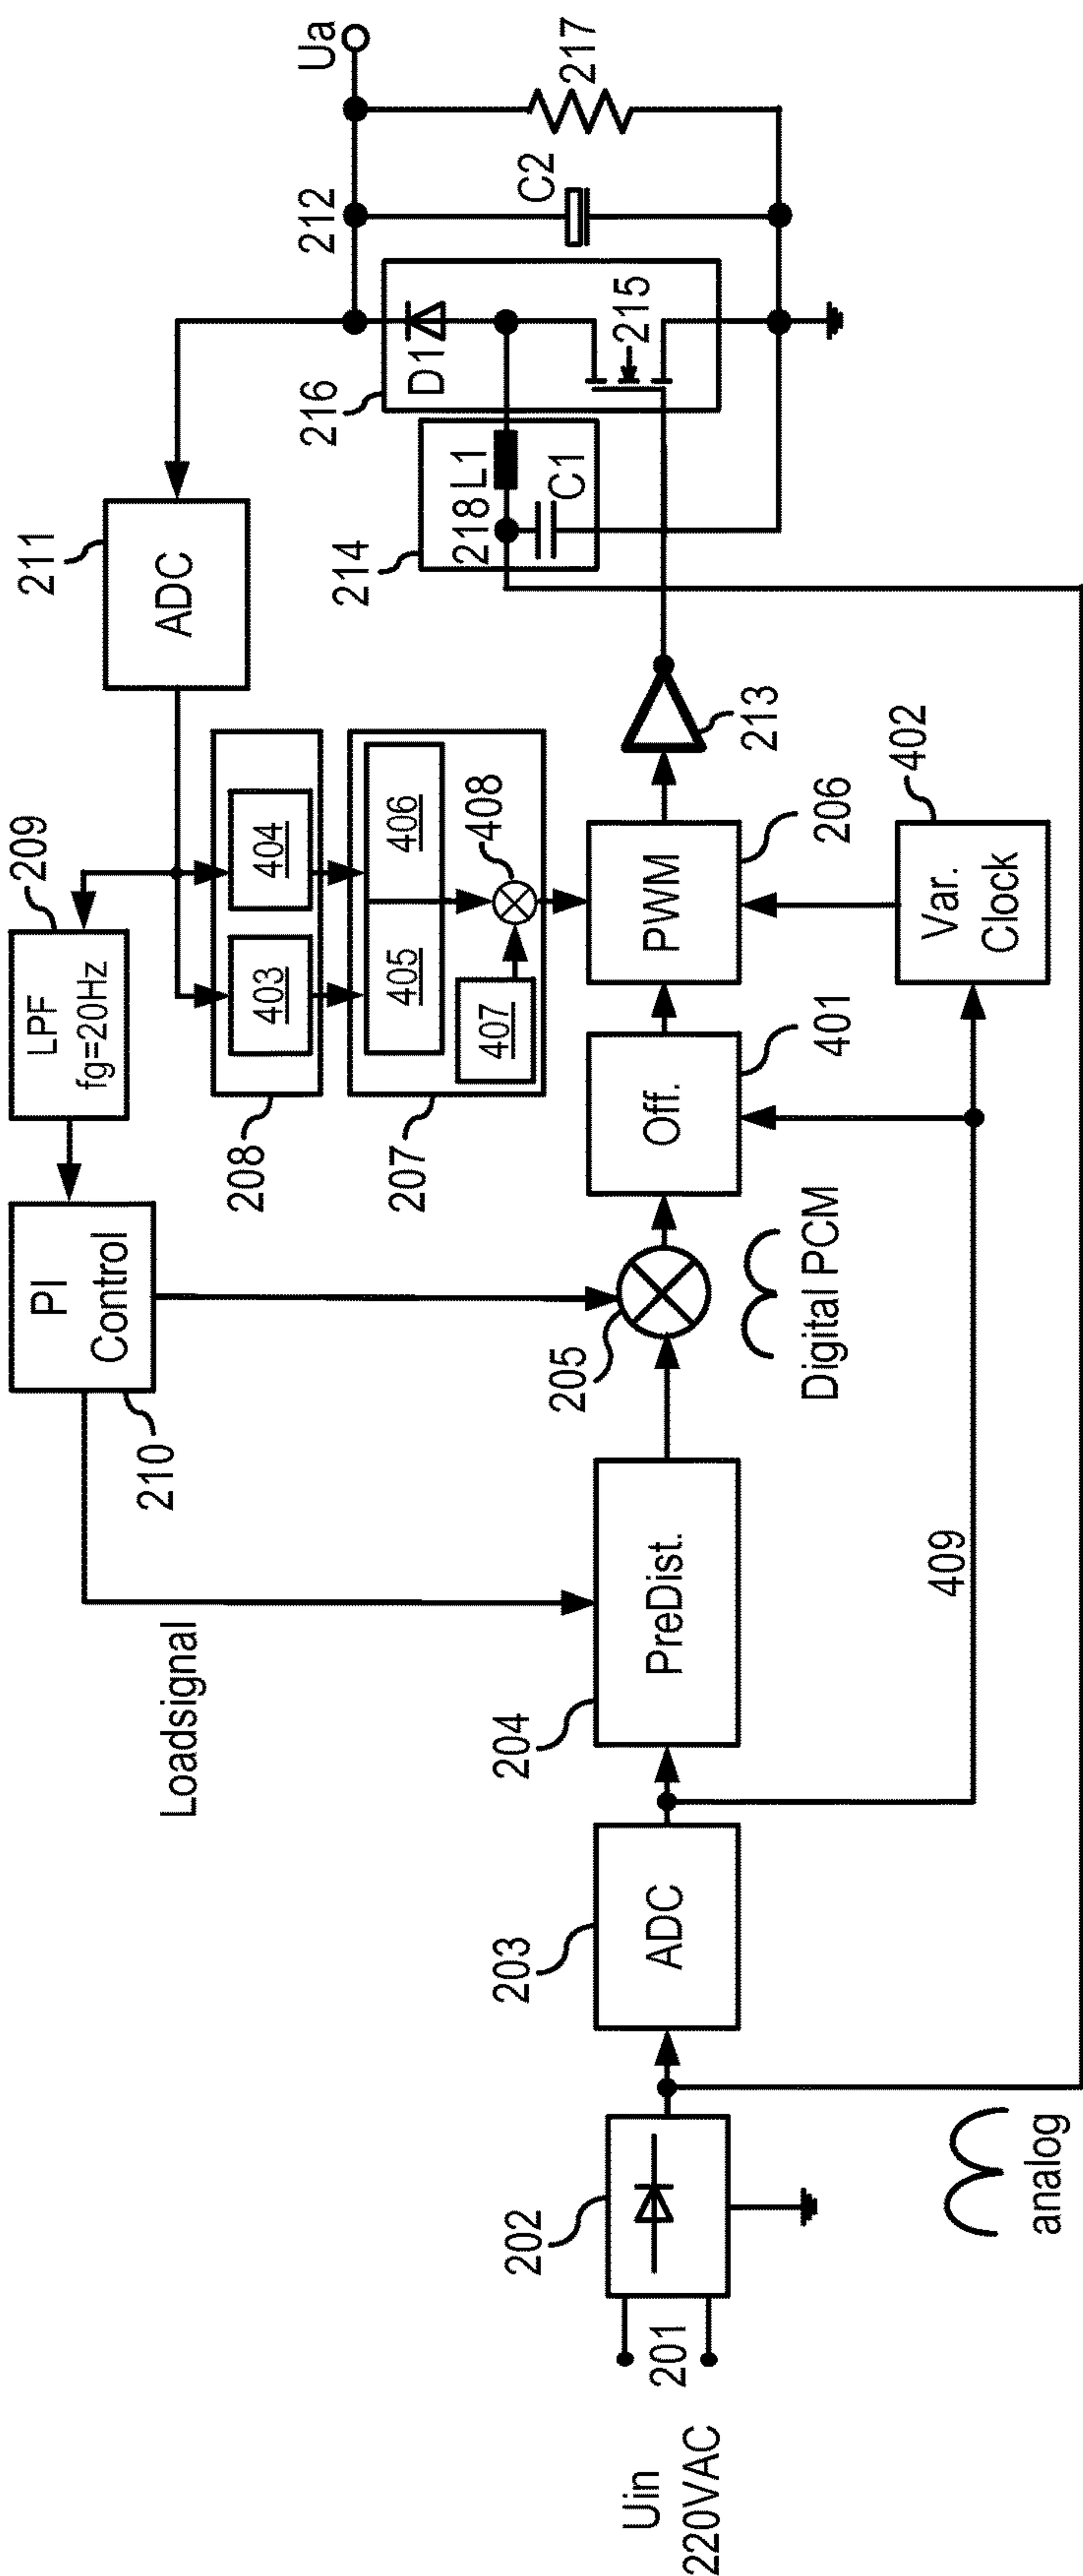 Uin
220VAC
201
202
analog
203
ADC
204
PreDist.
409
Loadsignal
210
PI
Control
205
Digital PCM
LPF
fg=20Hz
209
208
403
404
207
405
406
407
408
Off.
401
PWM
206
Var.
Clock
402
213
211
ADC
214
218
L1
C1
216
D1
215
212
C2
217
Ua